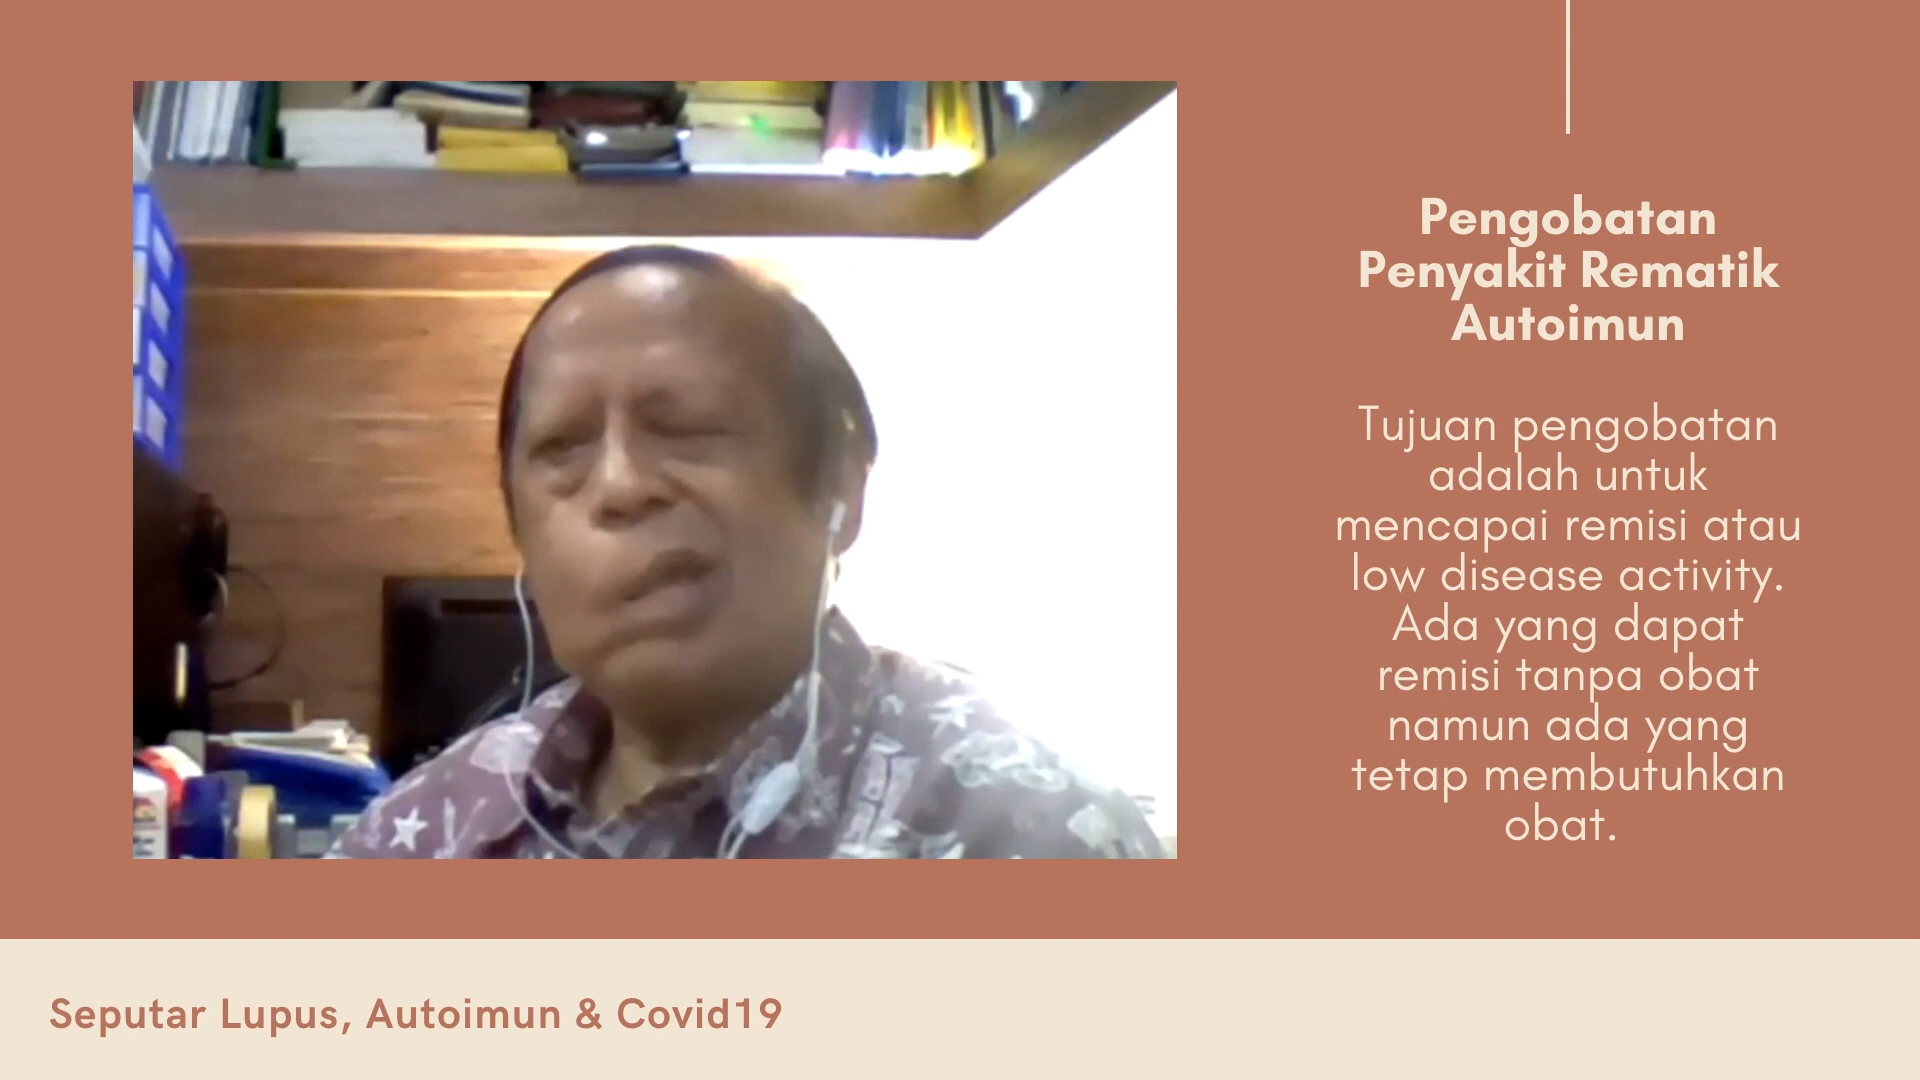 Pengobatan
Penyakit Rematik
Autoimun
Tujuan pengobatan
adalah untuk
mencapai remisi atau
low disease activity.
Ada yang dapat
remisi tanpa obat
namun ada yang
tetap membutuhkan
obat.
Seputar Lupus, Autoimun & Covid19